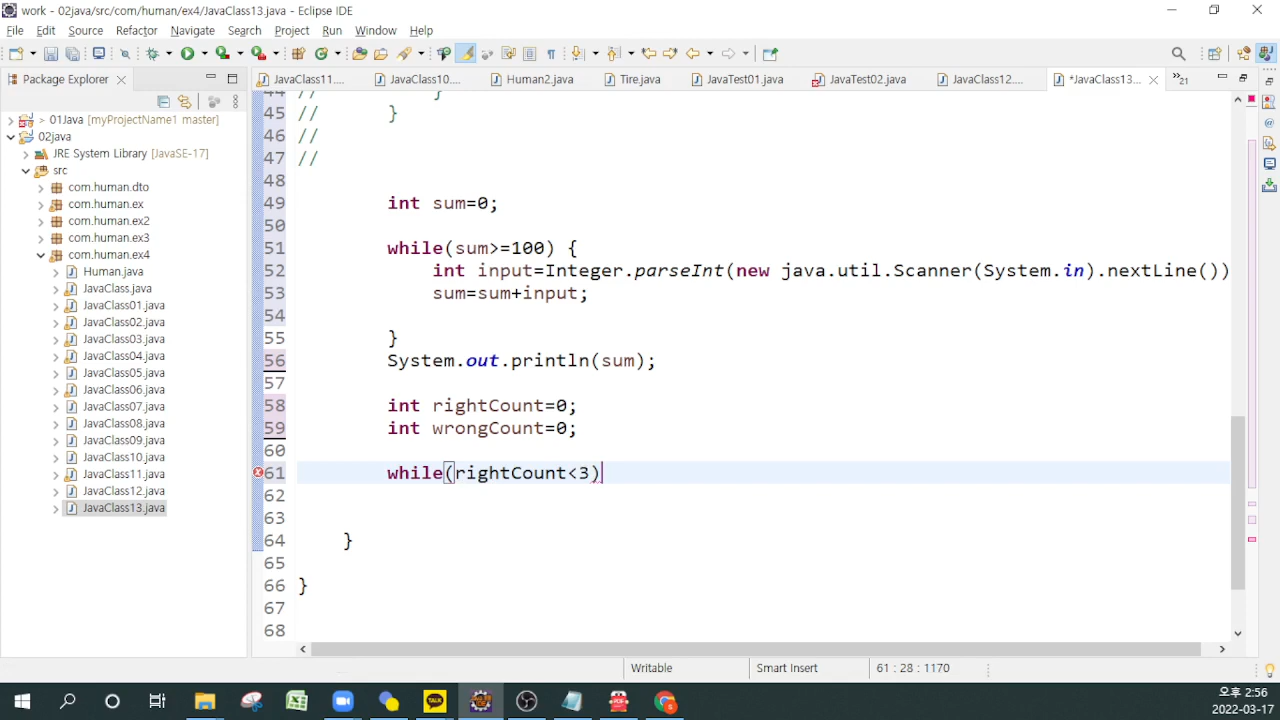 work - 02java/src/com/human/ex4/JavaClass13.java - Eclipse IDE
File Edit Source Refactor Navigate Search Project Run Window Help
Package Explorer
JavaClass11....
JavaClass10....
Human2.java
Tire.java
JavaTest01.java
JavaTest02.java
JavaClass12....
*JavaClass13...
21
> 01Java [myProjectName1 master]
02java
JRE System Library [JavaSE-17]
src
com.human.dto
com.human.ex
com.human.ex2
com.human.ex3
com.human.ex4
Human.java
JavaClass.java
JavaClass01.java
JavaClass02.java
JavaClass03.java
JavaClass04.java
JavaClass05.java
JavaClass06.java
JavaClass07.java
JavaClass08.java
JavaClass09.java
JavaClass10.java
JavaClass11.java
JavaClass12.java
JavaClass13.java
44 // }
45 // }
46 //
47 //
48
49 int sum=0;
50
51 while(sum>=100) {
52 int input=Integer.parseInt(new java.util.Scanner(System.in).nextLine())
53 sum=sum+input;
54
55 }
56 System.out.println(sum);
57
58 int rightCount=0;
59 int wrongCount=0;
60
61 while(rightCount<3)
62
63
64 }
65
66 }
67
68
Writable
Smart Insert
61 : 28 : 1170
TALK
PDF
오후 2:56
2022-03-17